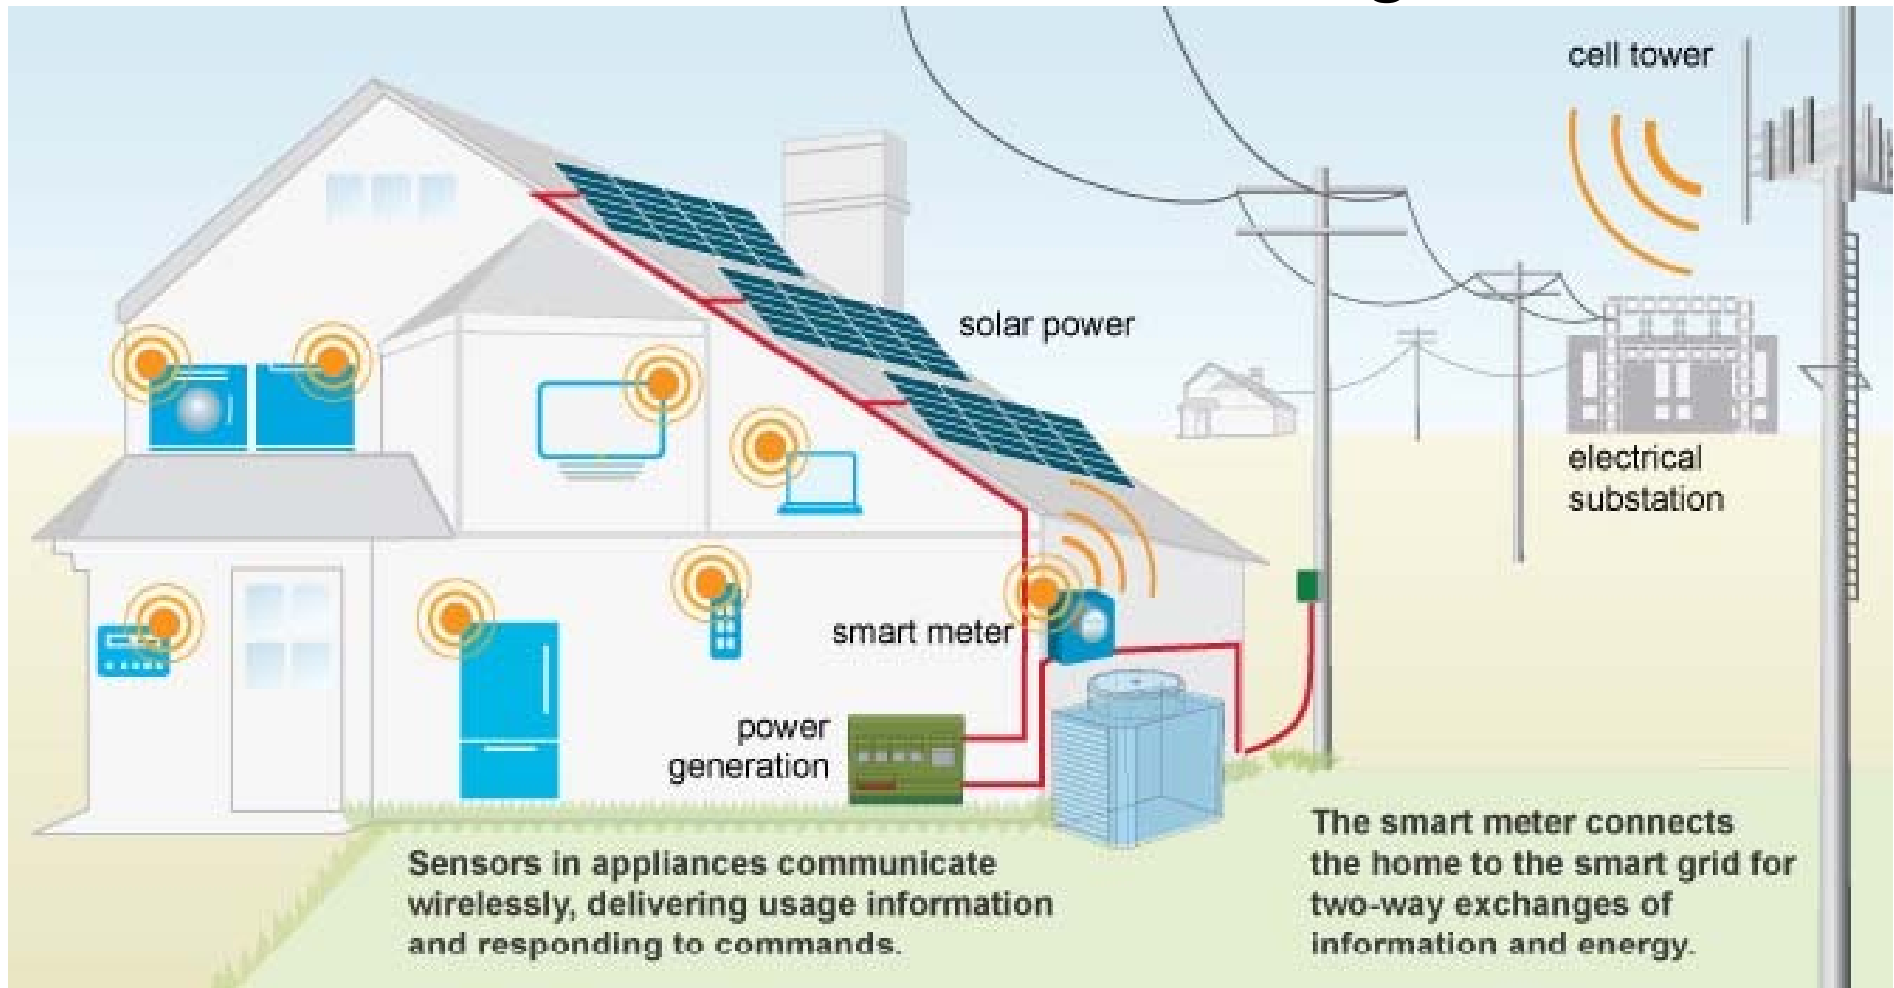 cell tower
solar power
electrical
substation
smart meter
power
generation
Sensors in appliances communicate
wirelessly, delivering usage information
and responding to commands.
The smart meter connects
the home to the smart grid for
two-way exchanges of
information and energy.